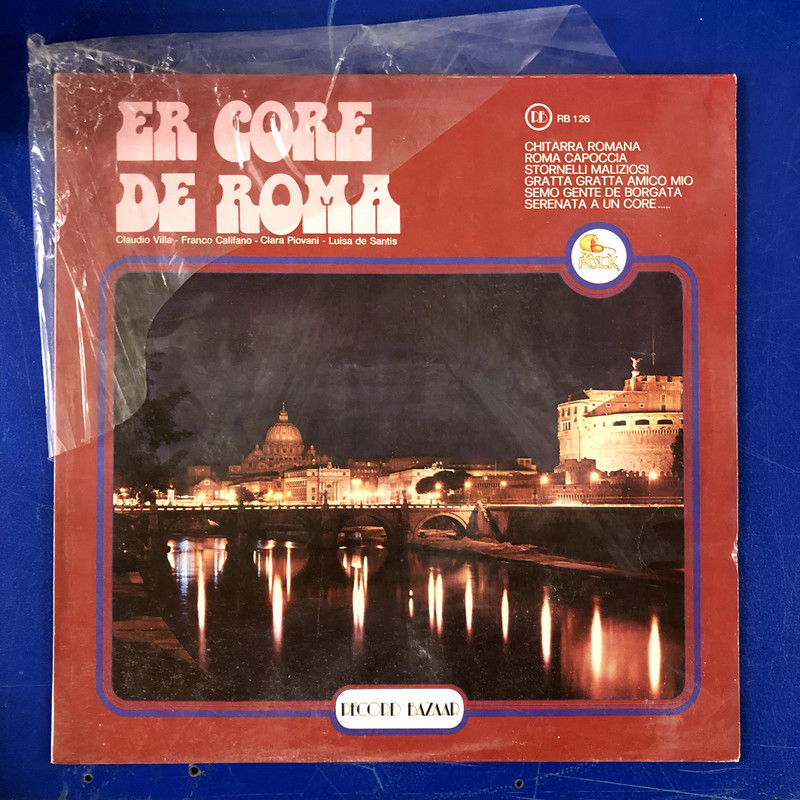 ER CORE
DE ROMA
Claudio Villa - Franco Califano - Clara Piovani - Luisa de Santis
RB RB 126
CHITARRA ROMANA
ROMA CAPOCCIA
STORNELLI MALIZIOSI
GRATTA GRATTA AMICO MIO
SEMO GENTE DE BORGATA
SERENATA A UN CORE.....
FOLK
RECORD BAZAAR